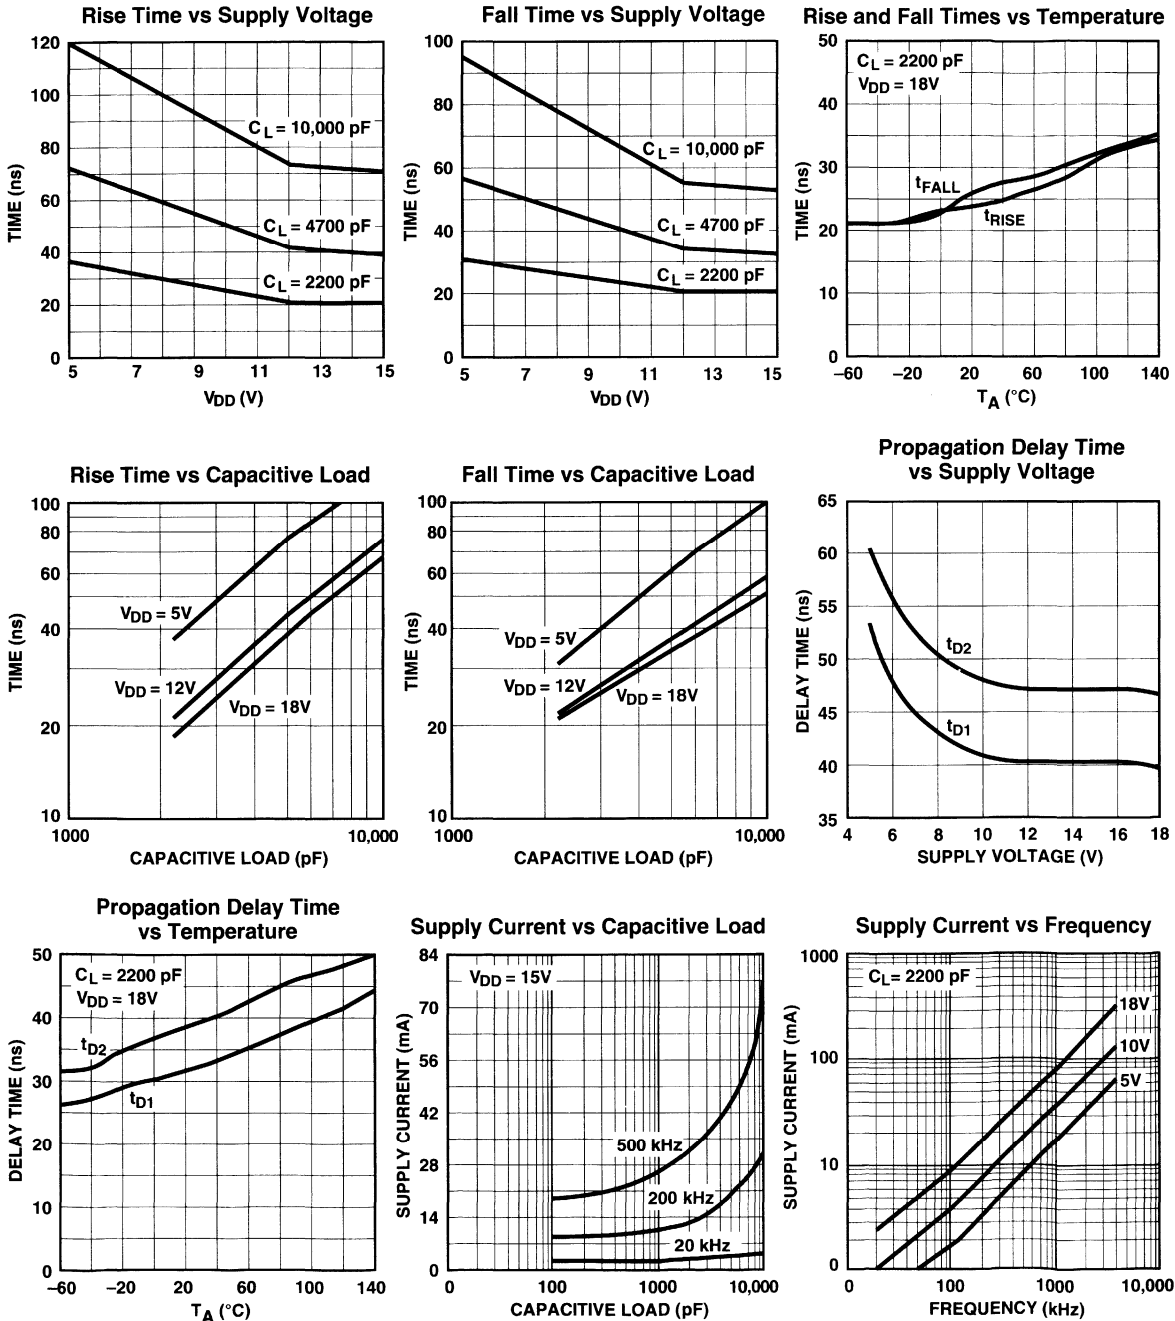 Rise Time vs Supply Voltage
120
100
80
60
40
20
0
TIME (ns)
C L = 10,000 pF
C L = 4700 pF
C L = 2200 pF
5 7 9 11 13 15
VDD (V)
Fall Time vs Supply Voltage
100
80
60
40
20
0
TIME (ns)
C L = 10,000 pF
C L = 4700 pF
C L = 2200 pF
5 7 9 11 13 15
VDD (V)
Rise and Fall Times vs Temperature
50
40
30
20
10
0
TIME (ns)
C L = 2200 pF
VDD = 18V
tFALL
tRISE
–60 –20 20 60 100 140
TA (°C)
Rise Time vs Capacitive Load
100
80
60
40
20
10
TIME (ns)
VDD = 5V
VDD = 12V
VDD = 18V
1000 10,000
CAPACITIVE LOAD (pF)
Fall Time vs Capacitive Load
100
80
60
40
20
10
TIME (ns)
VDD = 5V
VDD = 12V
VDD = 18V
1000 10,000
CAPACITIVE LOAD (pF)
Propagation Delay Time
vs Supply Voltage
65
60
55
50
45
40
35
DELAY TIME (ns)
tD2
tD1
4 6 8 10 12 14 16 18
SUPPLY VOLTAGE (V)
Propagation Delay Time
vs Temperature
50
40
30
20
10
0
DELAY TIME (ns)
C L = 2200 pF
VDD = 18V
tD2
tD1
–60 –20 20 60 100 140
TA (°C)
Supply Current vs Capacitive Load
84
70
56
42
28
14
0
SUPPLY CURRENT (mA)
VDD = 15V
500 kHz
200 kHz
20 kHz
0 100 1000 10,000
CAPACITIVE LOAD (pF)
Supply Current vs Frequency
1000
100
10
0
SUPPLY CURRENT (mA)
C L = 2200 pF
18V
10V
5V
0 100 1000 10,000
FREQUENCY (kHz)